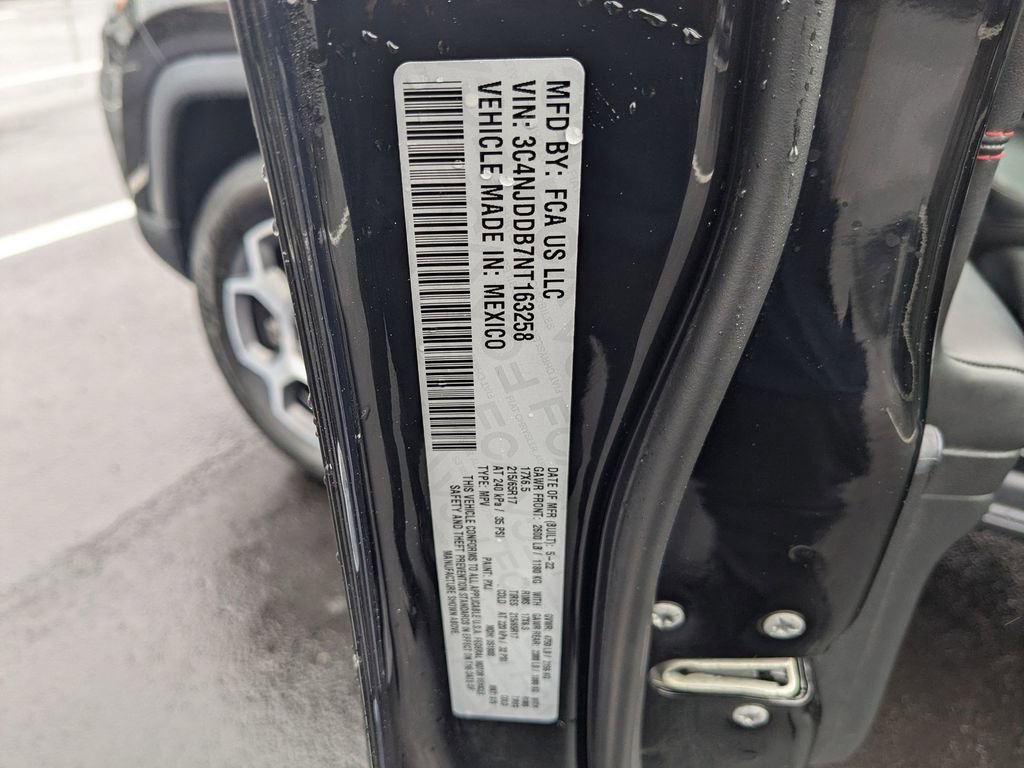 MFD BY: FCA US LLC
VIN: 3C4NJDDB7NT163258
VEHICLE MADE IN: MEXICO
DATE OF MFR (BUILT): 5-22
GAWR FRONT: 2600 LB / 1180 KG WITH
17X6.5 RIMS
215/65R17 TIRES
AT 240 kPa / 35 PSI COLD
TYPE: MPV PAINT: PXJ
THIS VEHICLE CONFORMS TO ALL APPLICABLE U.S.A. FEDERAL MOTOR VEHICLE
SAFETY AND THEFT PREVENTION STANDARDS IN EFFECT ON THE DATE OF
MANUFACTURE SHOWN ABOVE.